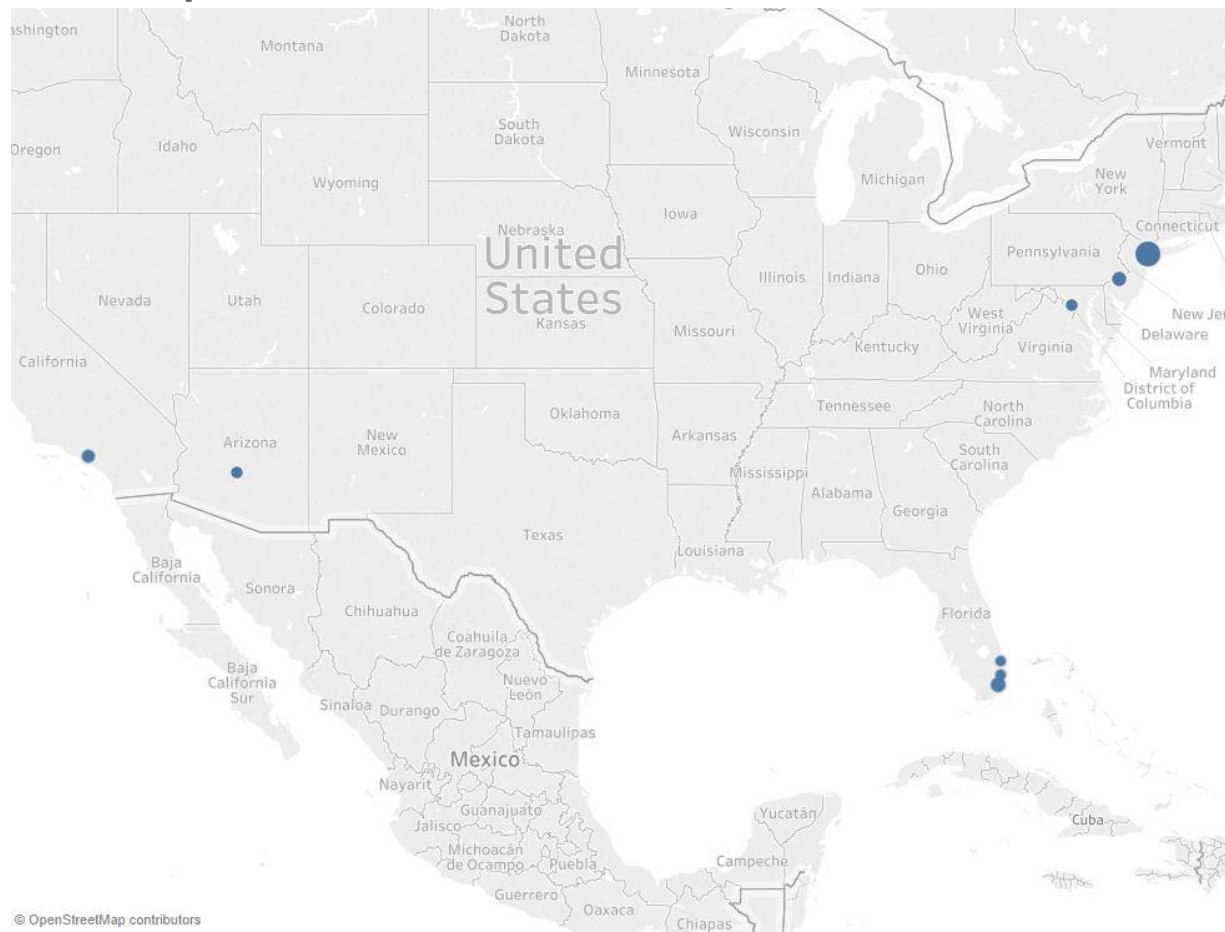 ashington
Montana
North
Dakota
Minnesota
Oregon
Idaho
South
Dakota
Wisconsin
Vermont
Wyoming
Michigan
New
York
Iowa
Nebraska
Connecticut
Pennsylvania
United
States
Nevada
Utah
Colorado
Kansas
Illinois
Indiana
Ohio
Missouri
West
Virginia
New Jer
Delaware
California
Kentucky
Virginia
Maryland
District of
Columbia
Oklahoma
Tennessee
North
Carolina
Arizona
New
Mexico
Arkansas
South
Carolina
Mississippi
Alabama
Georgia
Texas
Louisiana
Baja
California
Sonora
Chihuahua
Florida
Coahuila
de Zaragoza
Baja
California
Sur
Nuevo
León
Sinaloa
Durango
Tamaulipas
Mexico
Nayarit
Guanajuato
Yucatán
Jalisco
Cuba
Michoacán
de Ocampo
Puebla
Campeche
Guerrero
Oaxaca
Chiapas
© OpenStreetMap contributors